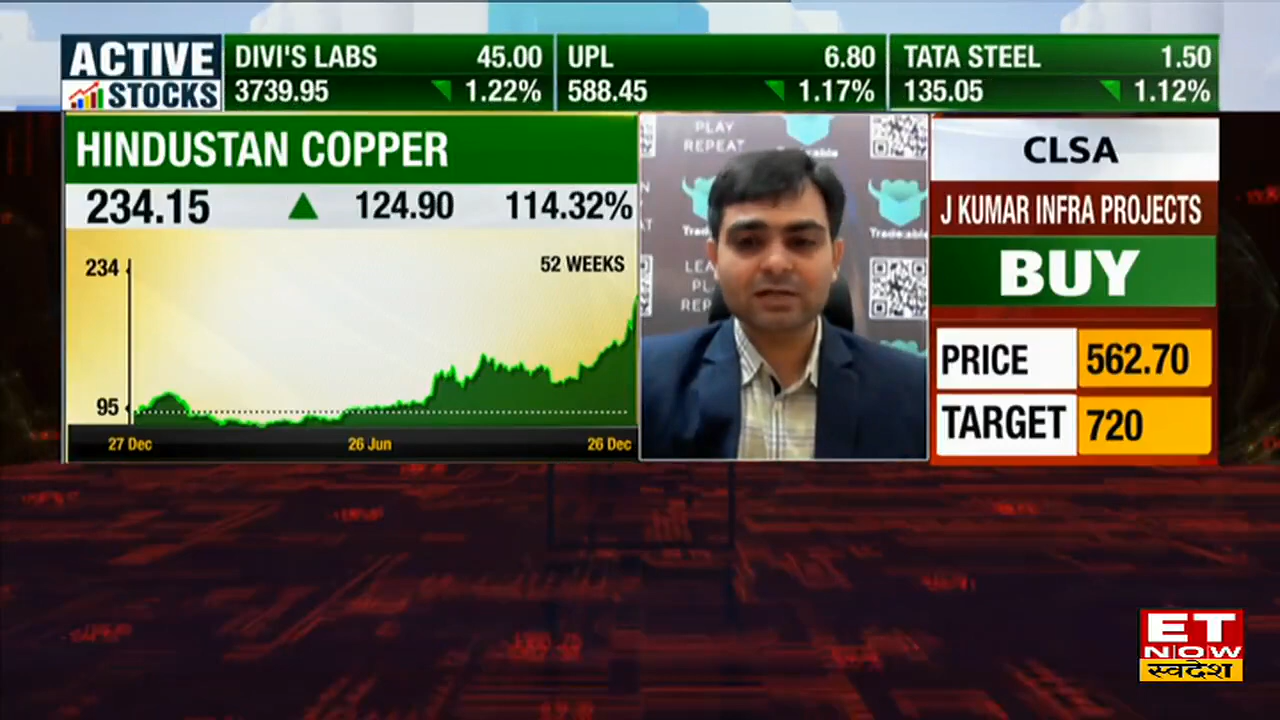 ACTIVE
STOCKS
DIVI'S LABS 45.00
3739.95 1.22%
UPL 6.80
588.45 1.17%
TATA STEEL 1.50
135.05 1.12%
HINDUSTAN COPPER
234.15 124.90 114.32%
52 WEEKS
234
95
27 Dec 26 Jun 26 Dec
PLAY
REPEAT
Trade
able
Tradeable
CLSA
J KUMAR INFRA PROJECTS
BUY
PRICE 562.70
TARGET 720
ET
NOW
स्वदेश